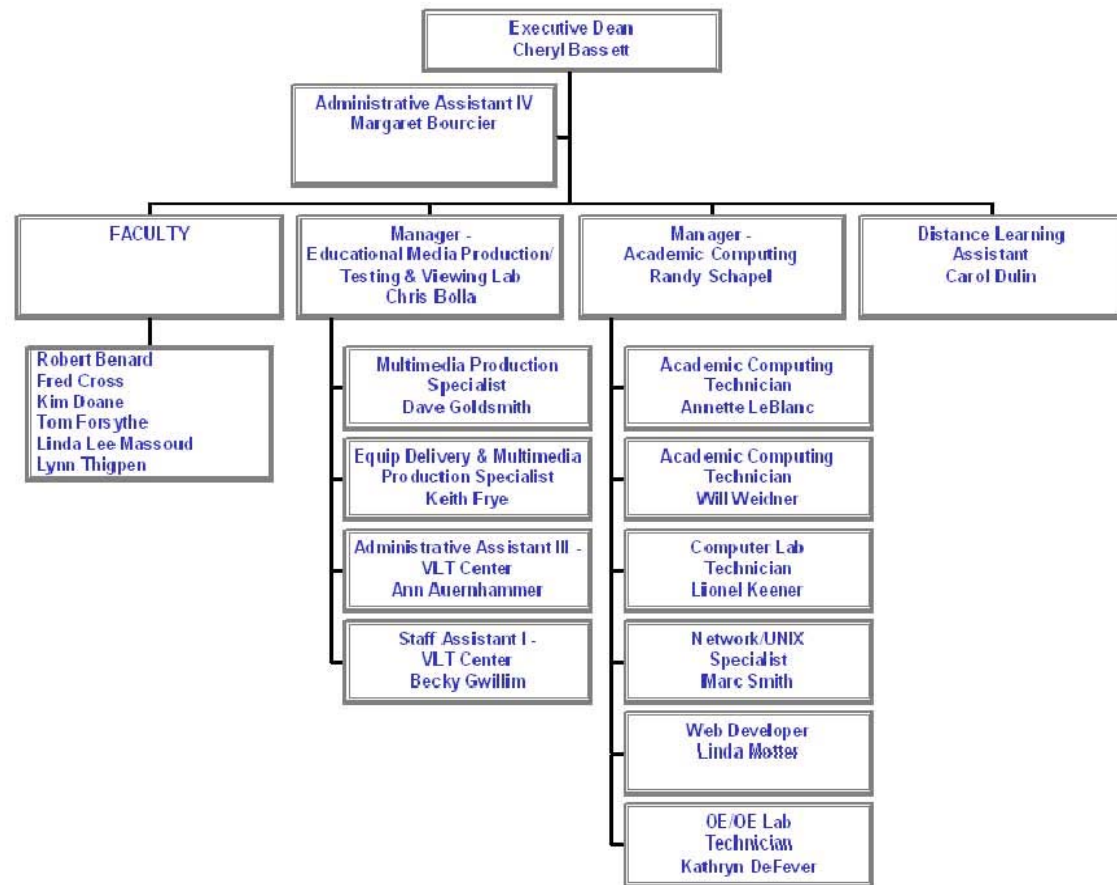 Executive Dean
Cheryl Bassett
Administrative Assistant IV
Margaret Bourcier
FACULTY
Robert Benard
Fred Cross
Kim Doane
Tom Forsythe
Linda Lee Massoud
Lynn Thigpen
Manager -
Educational Media Production/
Testing & Viewing Lab
Chris Bolla
Multimedia Production
Specialist
Dave Goldsmith
Equip Delivery & Multimedia
Production Specialist
Keith Frye
Administrative Assistant III -
VLT Center
Ann Auernhammer
Staff Assistant I -
VLT Center
Becky Gwillim
Manager -
Academic Computing
Randy Schapel
Academic Computing
Technician
Annette LeBlanc
Academic Computing
Technician
Will Weidner
Computer Lab
Technician
Lionel Keener
Network/UNIX
Specialist
Marc Smith
Web Developer
Linda Motter
OE/OE Lab
Technician
Kathryn DeFever
Distance Learning
Assistant
Carol Dulin